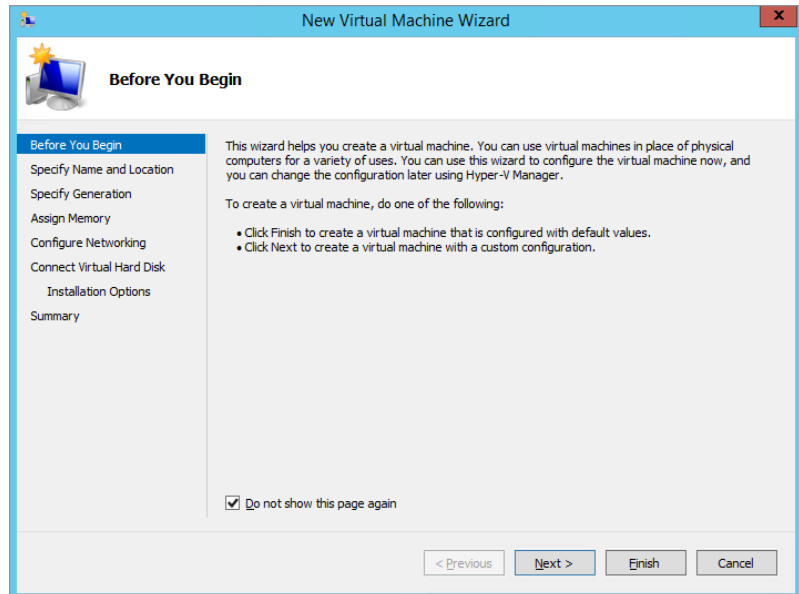 New Virtual Machine Wizard
x
Before You Begin
Before You Begin
Specify Name and Location
Specify Generation
Assign Memory
Configure Networking
Connect Virtual Hard Disk
Installation Options
Summary
This wizard helps you create a virtual machine. You can use virtual machines in place of physical
computers for a variety of uses. You can use this wizard to configure the virtual machine now, and
you can change the configuration later using Hyper-V Manager.
To create a virtual machine, do one of the following:
• Click Finish to create a virtual machine that is configured with default values.
• Click Next to create a virtual machine with a custom configuration.
Do not show this page again
< Previous
Next >
Finish
Cancel